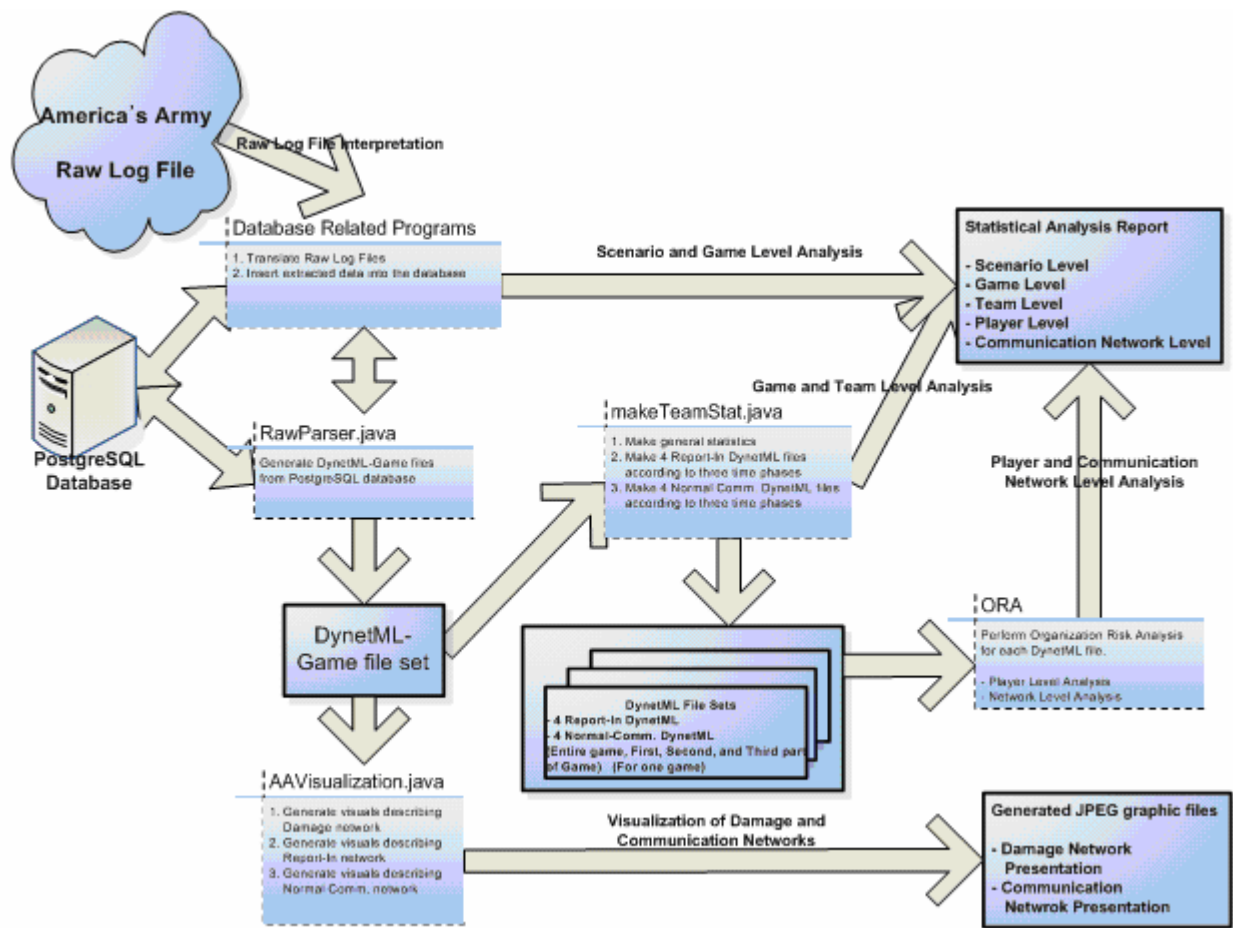 America's Army
Raw Log File
Raw Log File Interpretation
Database Related Programs
1. Translate Raw Log Files
2. Insert extracted data into the database
Scenario and Game Level Analysis
Statistical Analysis Report
- Scenario Level
- Game Level
- Team Level
- Player Level
- Communication Network Level
PostgreSQL
Database
RawParser.java
Generate DynetML-Game files
from PostgreSQL database
Game and Team Level Analysis
makeTeamStat.java
1. Make general statistics
2. Make 4 Report-In DynetML files
according to three time phases
3. Make 4 Normal Comm. DynetML files
according to three time phases
Player and Communication
Network Level Analysis
DynetML-
Game file set
ORA
Perform Organization Risk Analysis
for each DynetML file.
- Player Level Analysis
- Network Level Analysis
DynetML File Sets
- 4 Report-In DynetML
- 4 Normal-Comm. DynetML
(Entire game, First, Second, and Third part
of Game) (For one game)
AAVisualization.java
1. Generate visuals describing
Damage network
2. Generate visuals describing
Report-In network
3. Generate visuals describing
Normal Comm. network
Visualization of Damage and
Communication Networks
Generated JPEG graphic files
- Damage Network
Presentation
- Communication
Netwrok Presentation